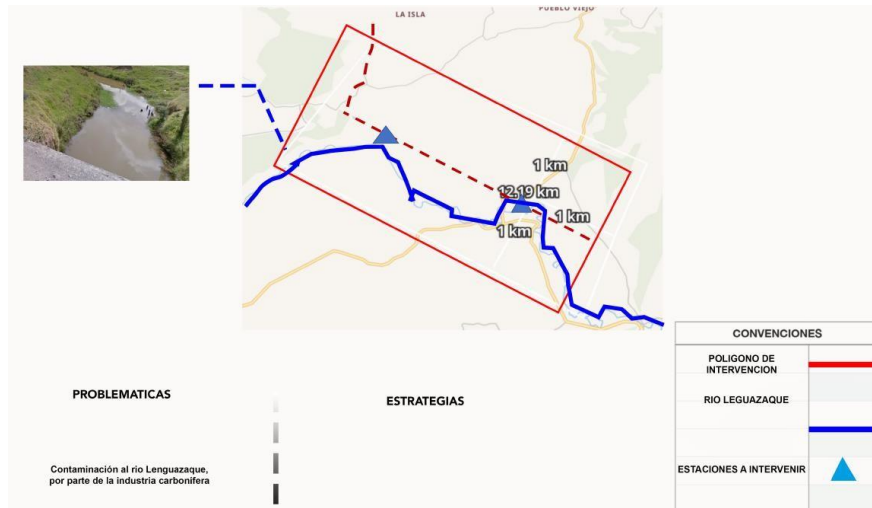 LA ISLA
PUEBLO VIEJO
1 km
12.19 km
1 km
1 km
CONVENCIONES
POLIGONO DE
INTERVENCION
RIO LEGUAZAQUE
ESTACIONES A INTERVENIR
PROBLEMATICAS
ESTRATEGIAS
Contaminación al rio Lenguazaque,
por parte de la industria carbonifera